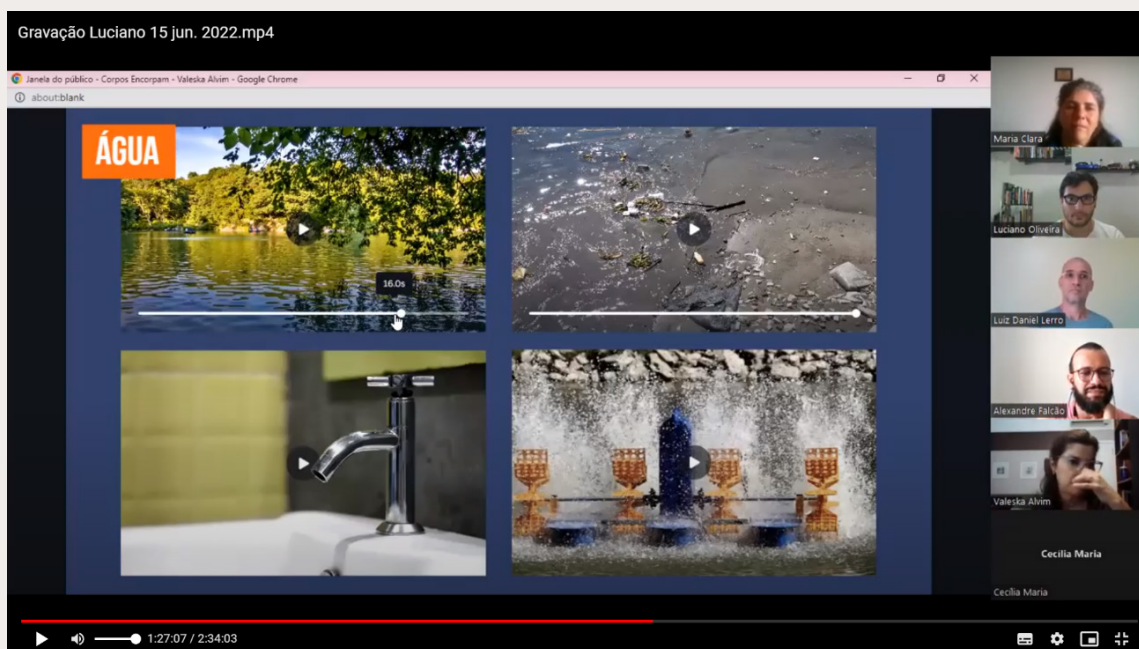 Gravação Luciano 15 jun. 2022.mp4
Janela do público - Corpos Encorpam - Valeska Alvim - Google Chrome
about:blank
ÁGUA
16.0s
Maria Clara
Luciano Oliveira
Luiz Daniel Lerro
Alexandre Falcão
Valeska Alvim
Cecília Maria
Cecília Maria
1:27:07 / 2:34:03